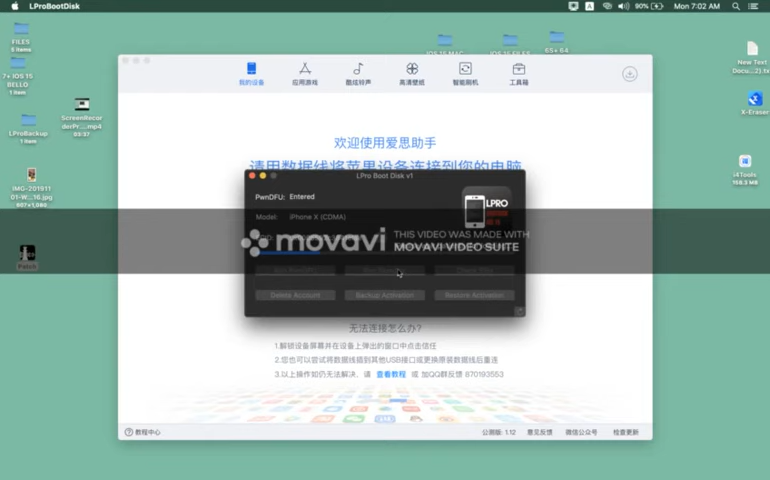 LProBootDisk
90%
Mon 7:02 AM
FILES
6 items
7+ IOS 15
BELLO
1 item
LProBackup
1 item
ScreenRecor
derPr....mp4
03:37
IMG-201911
01-W...16.jpg
Patch
IOS 15 MAC
IOS 15 FILES
6S+ 64
New Text
Docu...2).txt
X-Eraser
i4Tools
158.3 MB
我的设备
应用游戏
酷炫铃声
高清壁纸
智能刷机
工具箱
欢迎使用爱思助手
请用数据线将苹果设备连接到您的电脑
LPro Boot Disk v1
PwnDFU: Entered
LPRO
Model: iPhone X (CDMA)
movavi
THIS VIDEO WAS MADE WITH
MOVAVI VIDEO SUITE
Delete Account
Backup Activation
Restore Activation
无法连接怎么办?
1.解锁设备屏幕并在设备上弹出的窗口中点击信任
2.您也可以尝试将数据线插到其他USB接口或更换原装数据线后重连
3.以上操作如仍无法解决，请 查看教程 或 加QQ群反馈 870193553
教程中心
公测版: 1.12
意见反馈
微信公众号
检查更新